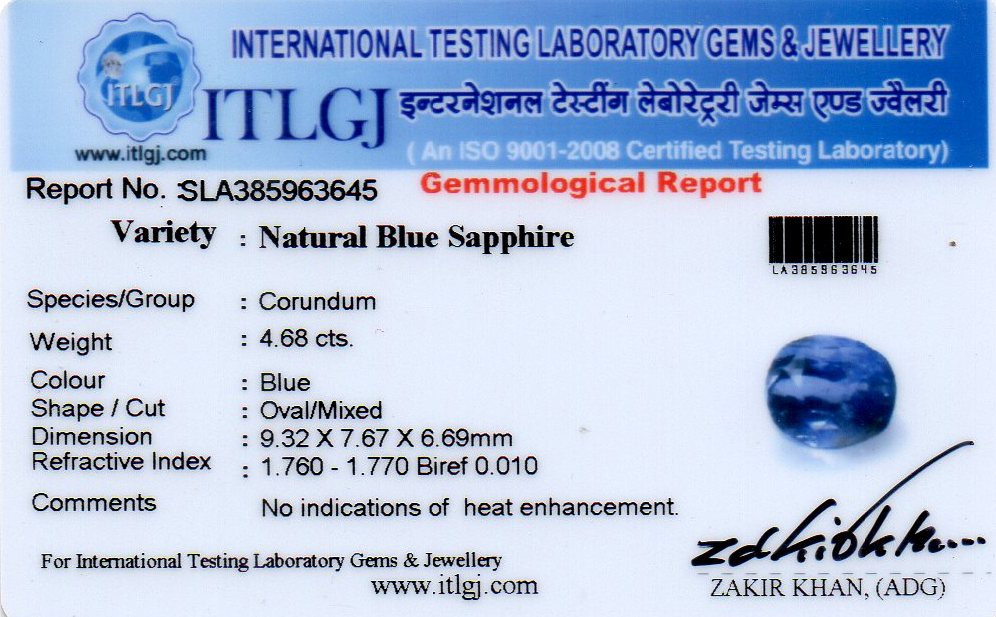 INTERNATIONAL TESTING LABORATORY GEMS & JEWELLERY
ITLGJ
ITLGJ
इन्टरनेशनल टेस्टींग लेबोरेट्ररी जेम्स एण्ड ज्वैलरी
www.itlgj.com
( An ISO 9001-2008 Certified Testing Laboratory)
Report No. :SLA385963645
Gemmological Report
Variety : Natural Blue Sapphire
LA385963645
Species/Group : Corundum
Weight : 4.68 cts.
Colour : Blue
Shape / Cut : Oval/Mixed
Dimension : 9.32 X 7.67 X 6.69mm
Refractive Index : 1.760 - 1.770 Biref 0.010
Comments No indications of heat enhancement.
For International Testing Laboratory Gems & Jewellery
www.itlgj.com
ZAKIR KHAN, (ADG)